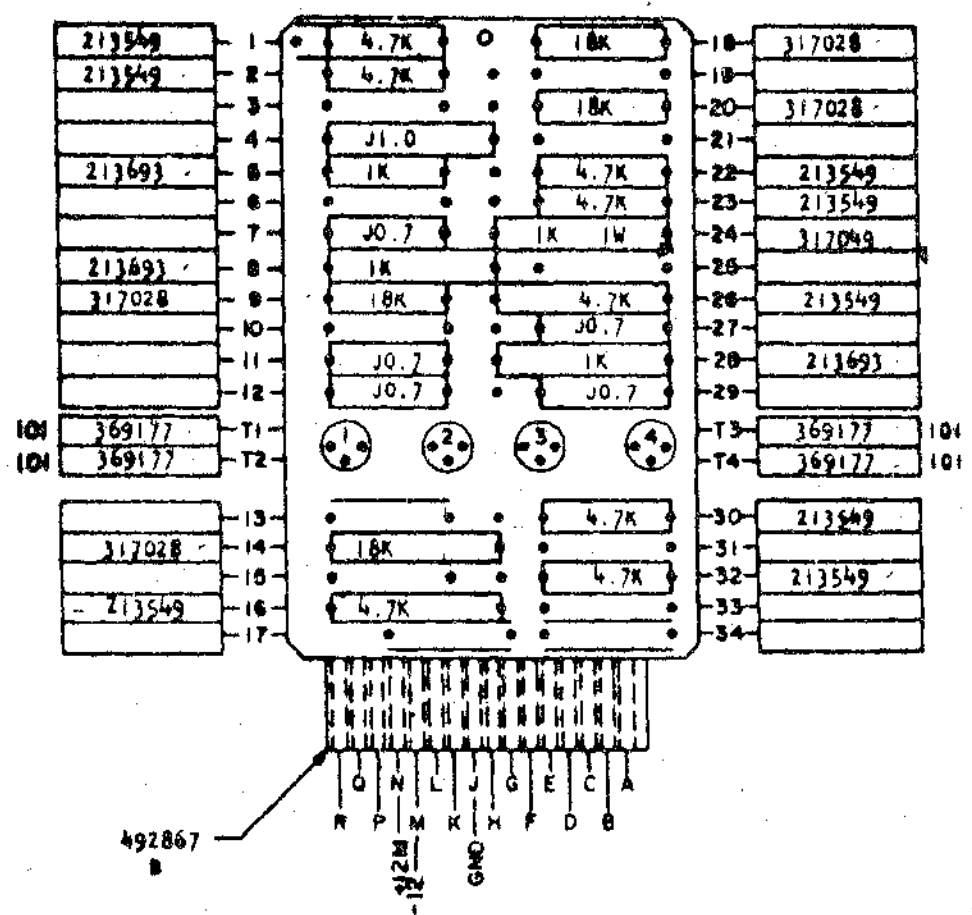 213549 1 4.7K 18K 18 317028
213549 2 4.7K 19
3 18K 20 317028
4 J1.0 21
213693 5 1K 4.7K 22 213549
6 4.7K 23 213549
7 J0.7 1K 1W 24 317049
213693 8 1K 25
317028 9 18K 4.7K 26 213549
10 J0.7 27
11 J0.7 1K 28 213693
12 J0.7 J0.7 29
101 369177 T1 1 2 3 4 T3 369177 101
101 369177 T2 T4 369177 101
13 4.7K 30 213549
317028 14 18K 31
15 4.7K 32 213549
213549 16 4.7K 33
17 34
Q N L J G E C A
R P M K H F D B
492867
B
+12M
-12
GND